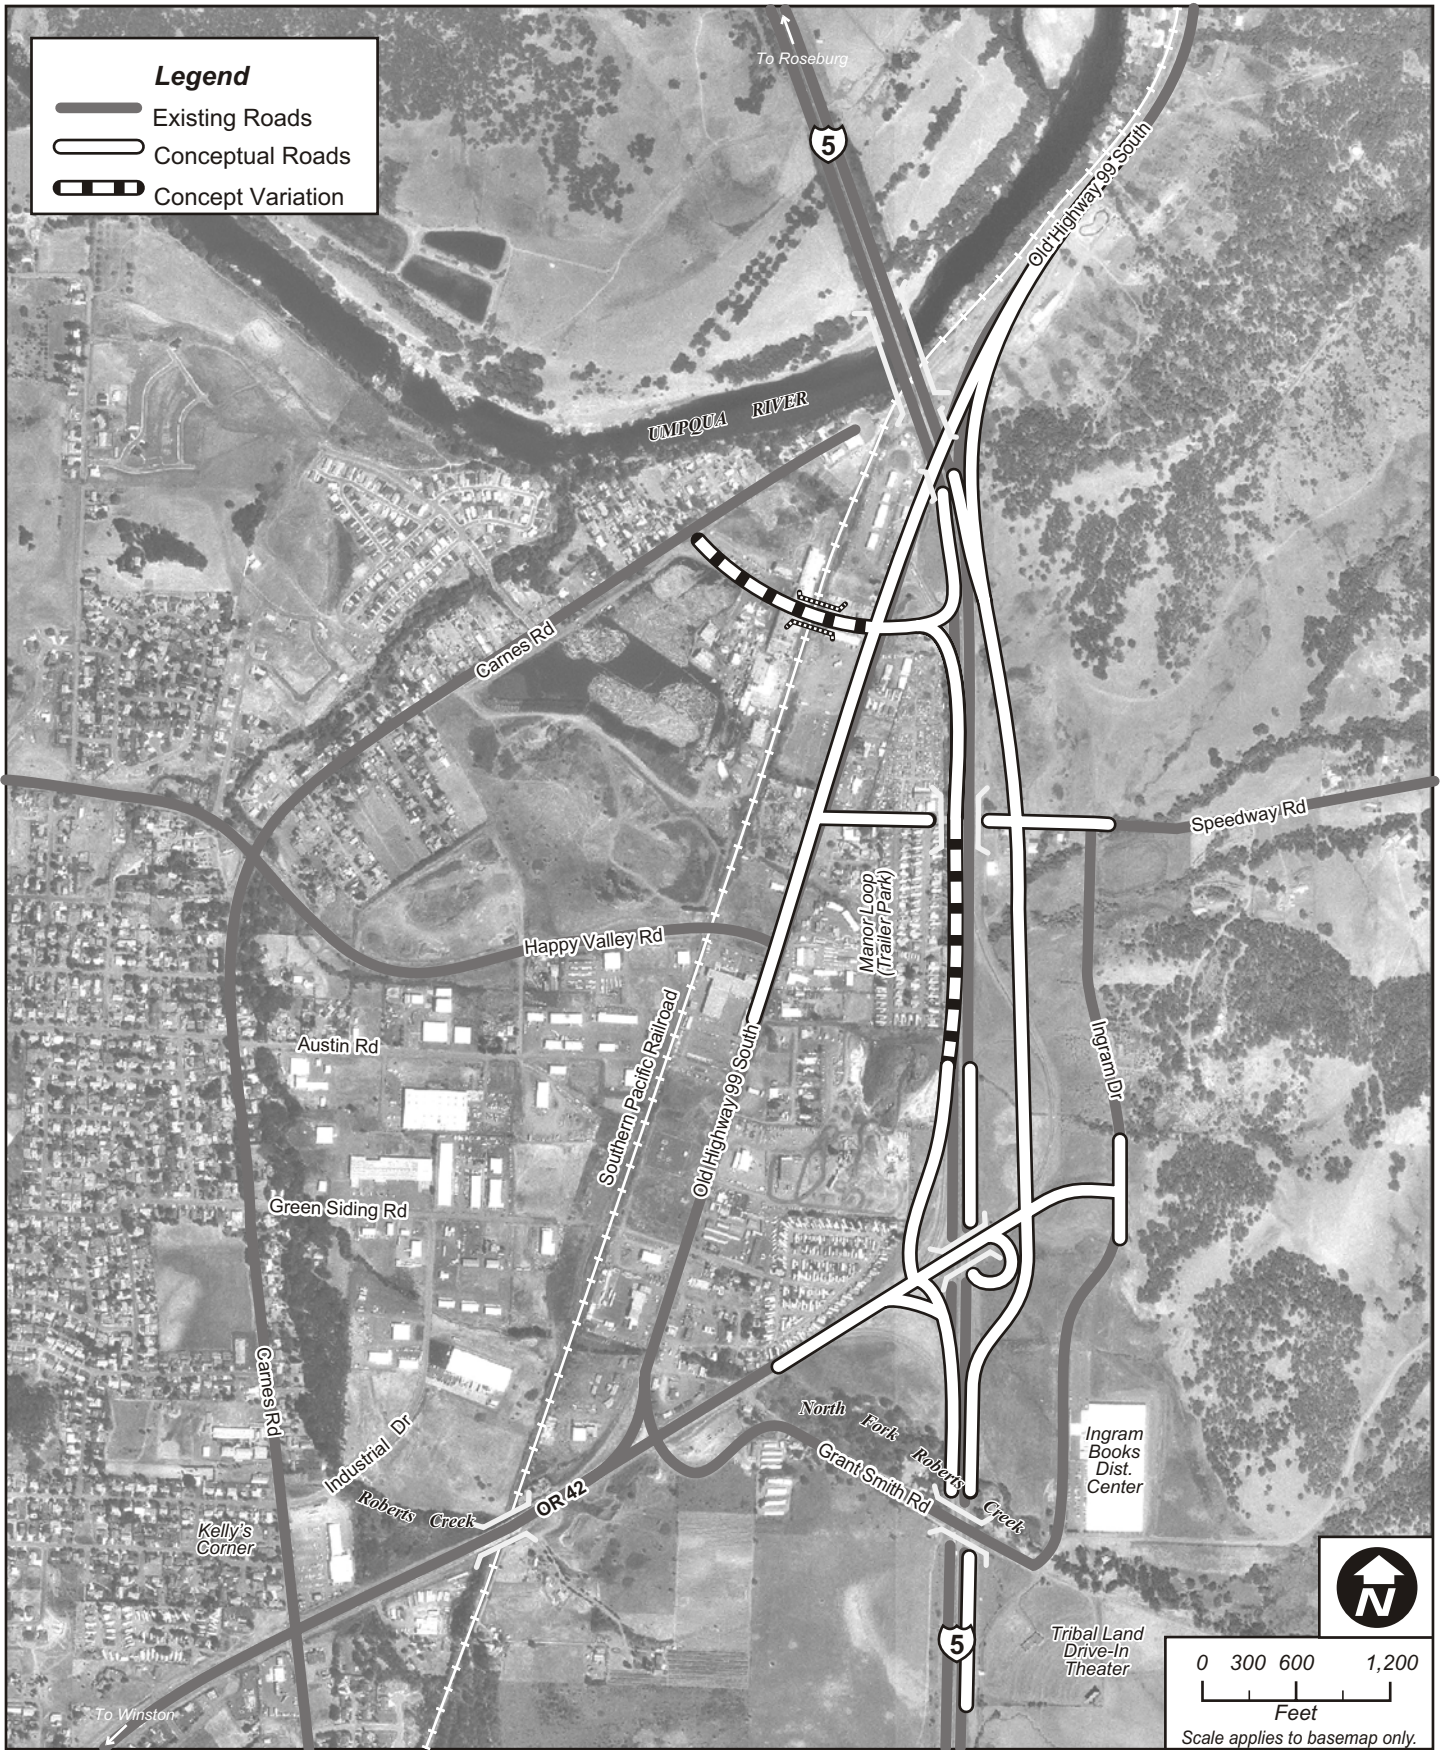 Legend
Existing Roads
Conceptual Roads
Concept Variation
To Roseburg
5
Old Highway 99 South
UMPQUA RIVER
Carnes Rd
Speedway Rd
Manor Loop
(Trailer Park)
Happy Valley Rd
Southern Pacific Railroad
Old Highway 99 South
Austin Rd
Ingram Dr
Green Siding Rd
Carnes Rd
Industrial Dr
North Fork Roberts Creek
Grant Smith Rd
Ingram
Books
Dist.
Center
OR 42
Roberts Creek
Kelly's
Corner
5
Tribal Land
Drive-In
Theater
To Winston
N
0 300 600 1,200
Feet
Scale applies to basemap only.